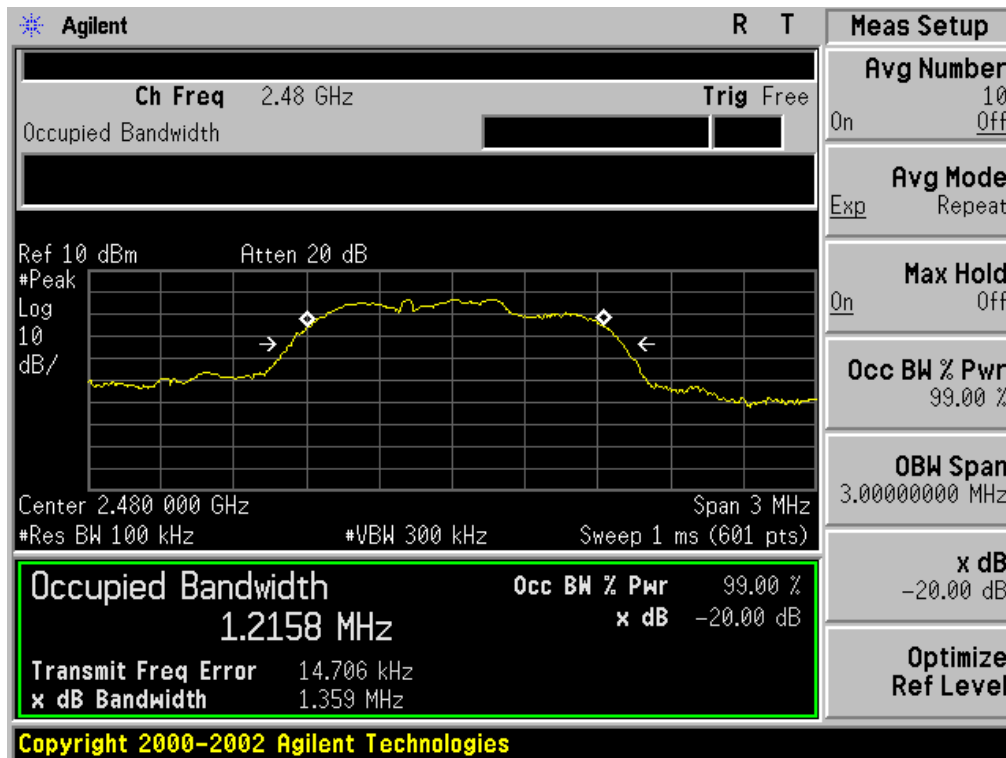 Agilent R T
Ch Freq 2.48 GHz Trig Free
Occupied Bandwidth
Ref 10 dBm Atten 20 dB
#Peak
Log
10
dB/
Center 2.480 000 GHz Span 3 MHz
#Res BW 100 kHz #VBW 300 kHz Sweep 1 ms (601 pts)
Occupied Bandwidth Occ BW % Pwr 99.00 %
1.2158 MHz x dB -20.00 dB
Transmit Freq Error 14.706 kHz
x dB Bandwidth 1.359 MHz
Copyright 2000-2002 Agilent Technologies
Meas Setup
Avg Number
10
On Off
Avg Mode
Exp Repeat
Max Hold
On Off
Occ BW % Pwr
99.00 %
OBW Span
3.00000000 MHz
x dB
-20.00 dB
Optimize
Ref Level